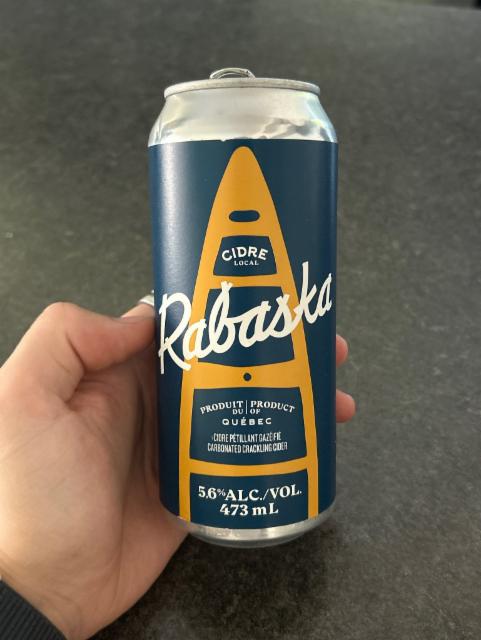 CIDRE
LOCAL
Rabaska
PRODUIT | PRODUCT
DU | OF
QUÉBEC
CIDRE PÉTILLANT GAZÉIFIÉ
CARBONATED CRACKLING CIDER
5.6% ALC./VOL.
473 mL